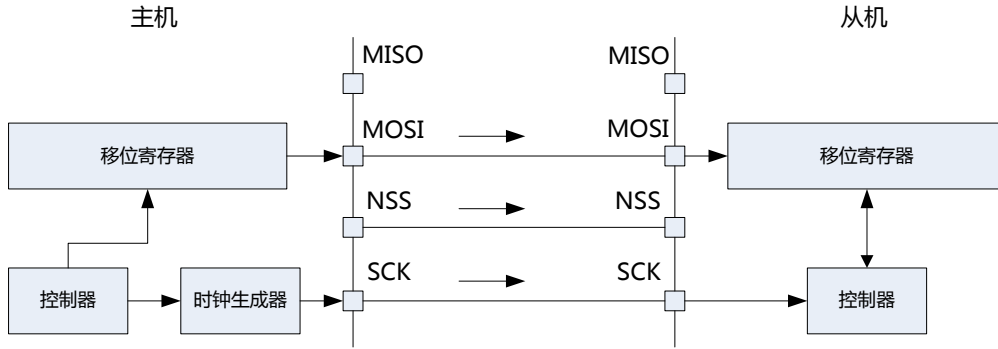 主机
从机
MISO
MISO
MOSI
MOSI
移位寄存器
移位寄存器
NSS
NSS
SCK
SCK
控制器
时钟生成器
控制器